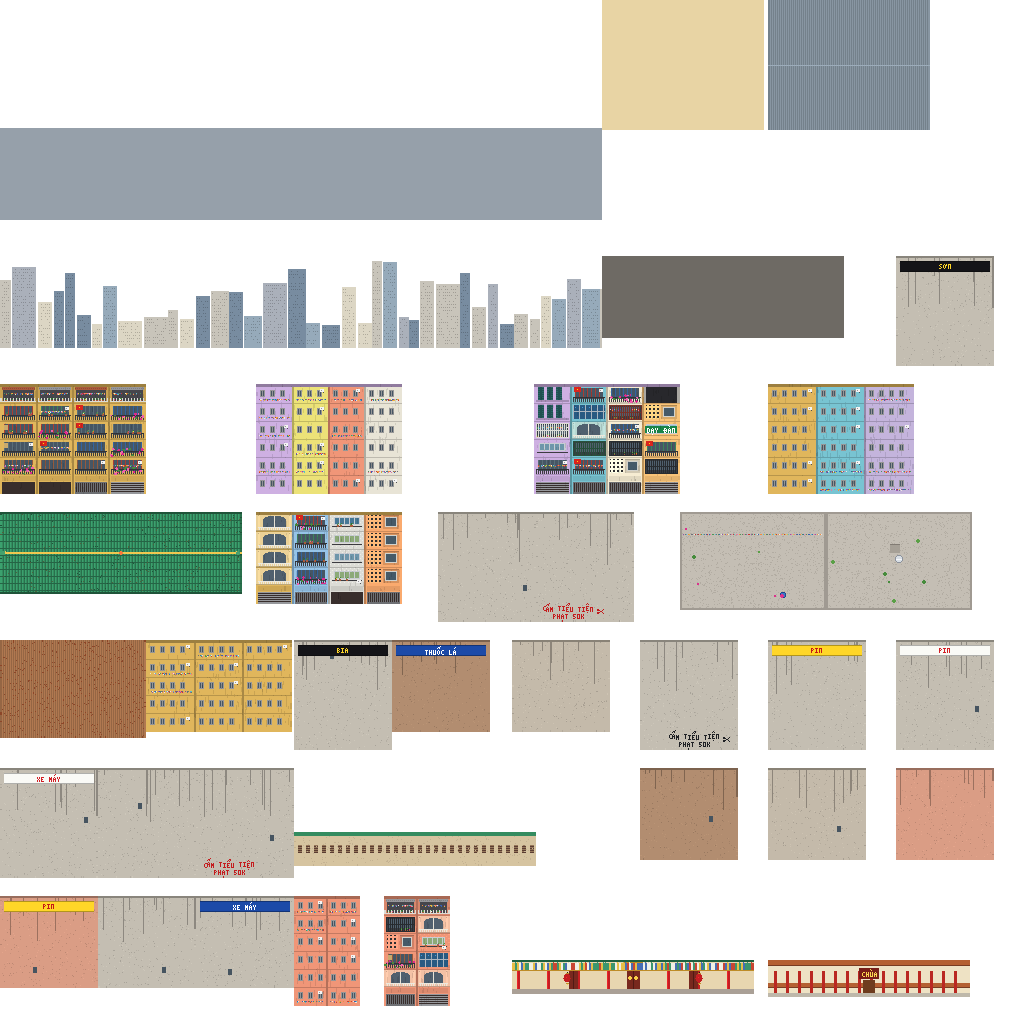 SƠN
DAY ĐÀN
CẤM TIỂU TIỆN
PHẠT 50K
BIA
THUỐC LÁ
PIN
PIN
CẤM TIỂU TIỆN
PHẠT 50K
XE MÁY
CẤM TIỂU TIỆN
PHẠT 50K
PIN
XE MÁY
CHÙA